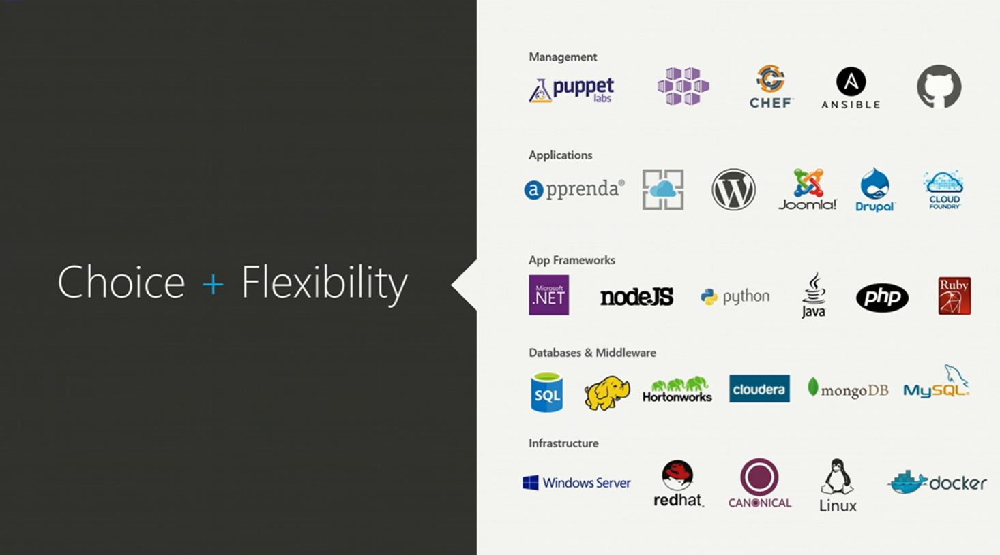 Choice + Flexibility
Management
puppet labs
CHEF
ANSIBLE
Applications
apprenda®
W
Joomla!
Drupal
CLOUD FOUNDRY
App Frameworks
Microsoft .NET
nodeJS
python
Java
php
Ruby
Databases & Middleware
SQL
Hortonworks
cloudera
mongoDB
MySQL®
Infrastructure
Windows Server
redhat.
CANONICAL
Linux
docker